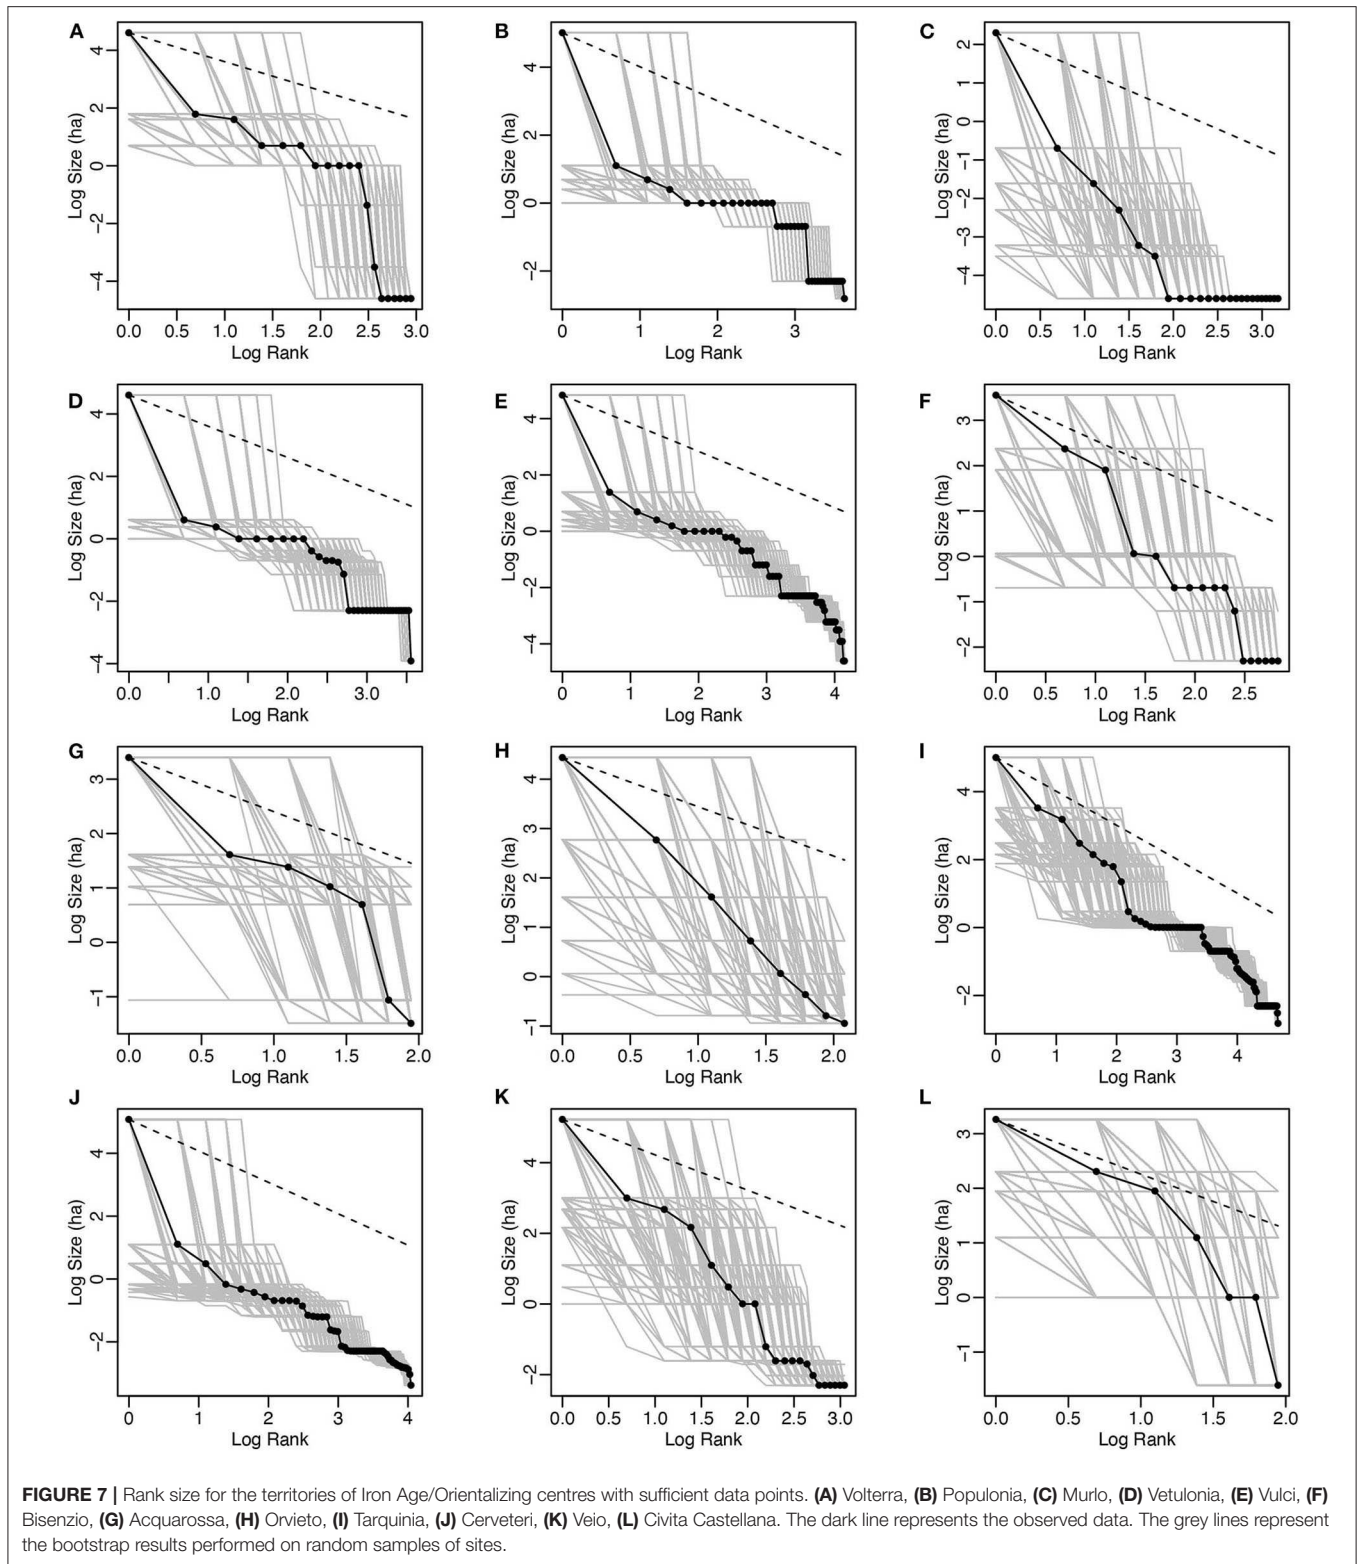 A
B
C
Log Size (ha)
4
2
0
−2
−4
0.0 0.5 1.0 1.5 2.0 2.5 3.0
Log Rank
Log Size (ha)
4
2
0
−2
0 1 2 3
Log Rank
Log Size (ha)
2
1
0
−1
−2
−3
−4
0.0 0.5 1.0 1.5 2.0 2.5 3.0
Log Rank
D
E
F
Log Size (ha)
4
2
0
−2
−4
0.0 1.0 2.0 3.0
Log Rank
Log Size (ha)
4
2
0
−2
−4
0 1 2 3 4
Log Rank
Log Size (ha)
3
2
1
0
−1
−2
0.0 0.5 1.0 1.5 2.0 2.5
Log Rank
G
H
I
Log Size (ha)
3
2
1
0
−1
0.0 0.5 1.0 1.5 2.0
Log Rank
Log Size (ha)
4
3
2
1
0
−1
0.0 0.5 1.0 1.5 2.0
Log Rank
Log Size (ha)
4
2
0
−2
0 1 2 3 4
Log Rank
J
K
L
Log Size (ha)
4
2
0
−2
0 1 2 3 4
Log Rank
Log Size (ha)
4
2
0
−2
0.0 0.5 1.0 1.5 2.0 2.5 3.0
Log Rank
Log Size (ha)
3
2
1
0
−1
0.0 0.5 1.0 1.5 2.0
Log Rank
FIGURE 7 | Rank size for the territories of Iron Age/Orientalizing centres with sufficient data points. (A) Volterra, (B) Populonia, (C) Murlo, (D) Vetulonia, (E) Vulci, (F)
Bisenzio, (G) Acquarossa, (H) Orvieto, (I) Tarquinia, (J) Cerveteri, (K) Veio, (L) Civita Castellana. The dark line represents the observed data. The grey lines represent
the bootstrap results performed on random samples of sites.